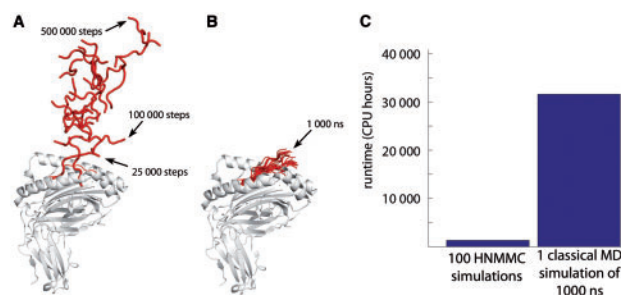 A
500 000 steps
100 000 steps
25 000 steps
B
1 000 ns
C
runtime (CPU hours)
40 000
30 000
20 000
10 000
100 HNMMC
simulations
1 classical MD
simulation of
1000 ns